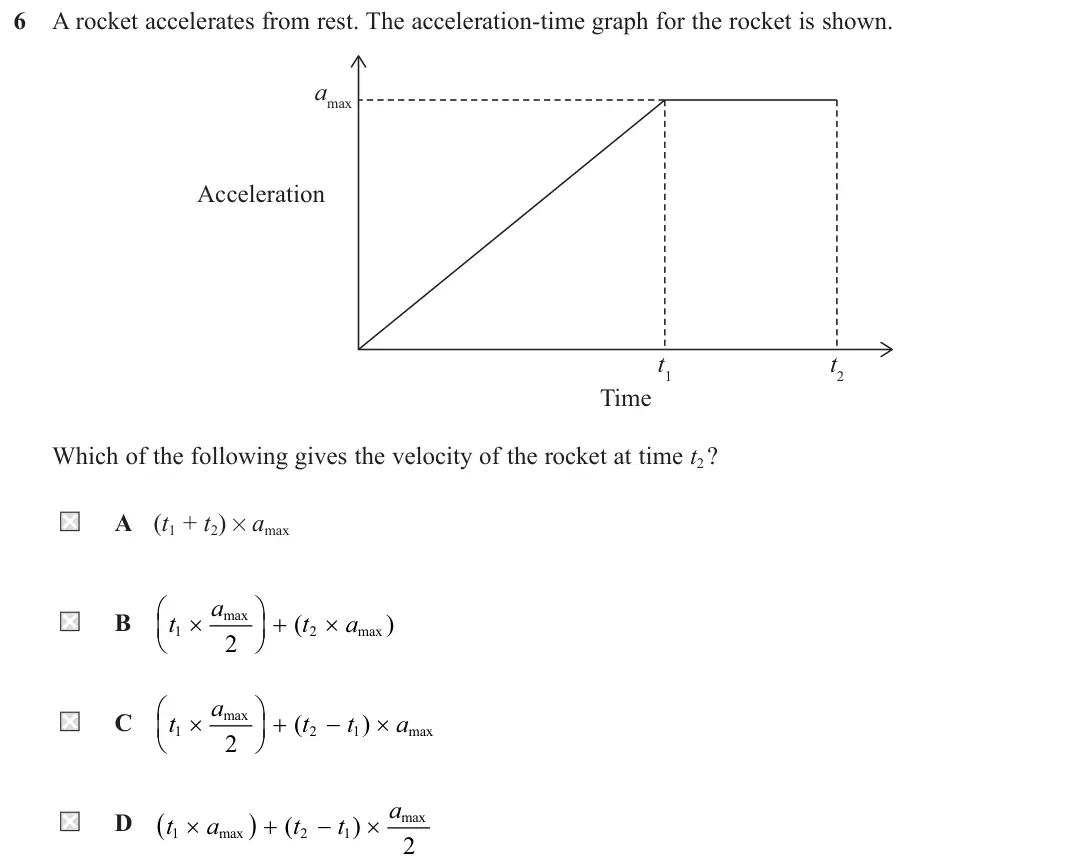 6 A rocket accelerates from rest. The acceleration-time graph for the rocket is shown.
a_max
Acceleration
t_1
t_2
Time
Which of the following gives the velocity of the rocket at time t_2?
A (t_1 + t_2) × a_max
B (t_1 × a_max/2) + (t_2 × a_max)
C (t_1 × a_max/2) + (t_2 − t_1) × a_max
D (t_1 × a_max) + (t_2 − t_1) × a_max/2